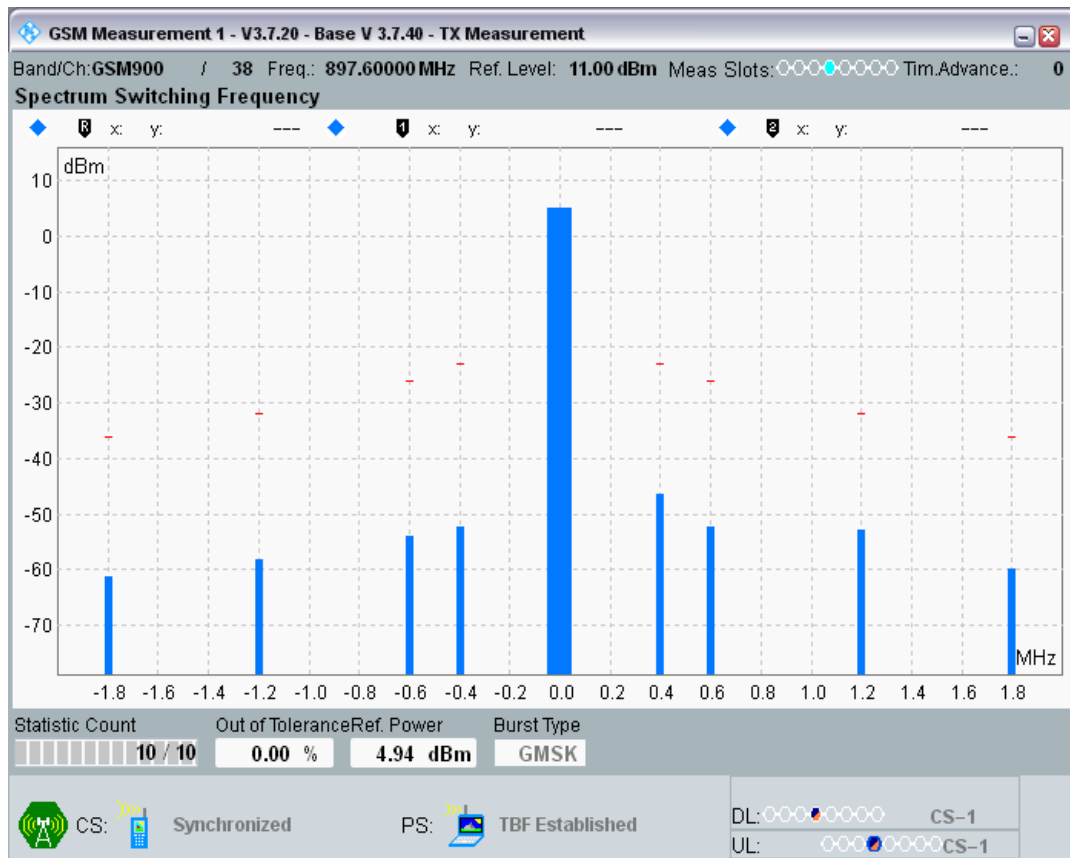 GSM Measurement 1 - V3.7.20 - Base V 3.7.40 - TX Measurement
Band/Ch:GSM900 / 38 Freq.: 897.60000 MHz Ref. Level: 11.00 dBm Meas Slots: Tim.Advance.: 0
Spectrum Switching Frequency
R x: y: --- 1 x: y: --- 2 x: y: ---
dBm
10
0
-10
-20
-30
-40
-50
-60
-70
MHz
-1.8 -1.6 -1.4 -1.2 -1.0 -0.8 -0.6 -0.4 -0.2 0.0 0.2 0.4 0.6 0.8 1.0 1.2 1.4 1.6 1.8
Statistic Count Out of Tolerance Ref. Power Burst Type
10 / 10 0.00 % 4.94 dBm GMSK
CS: Synchronized PS: TBF Established
DL: CS-1
UL: CS-1